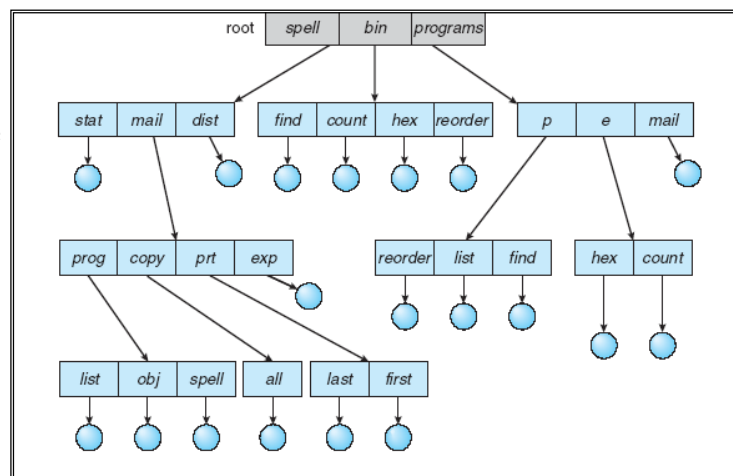 root spell bin programs
stat mail dist find count hex reorder p e mail
prog copy prt exp reorder list find hex count
list obj spell all last first